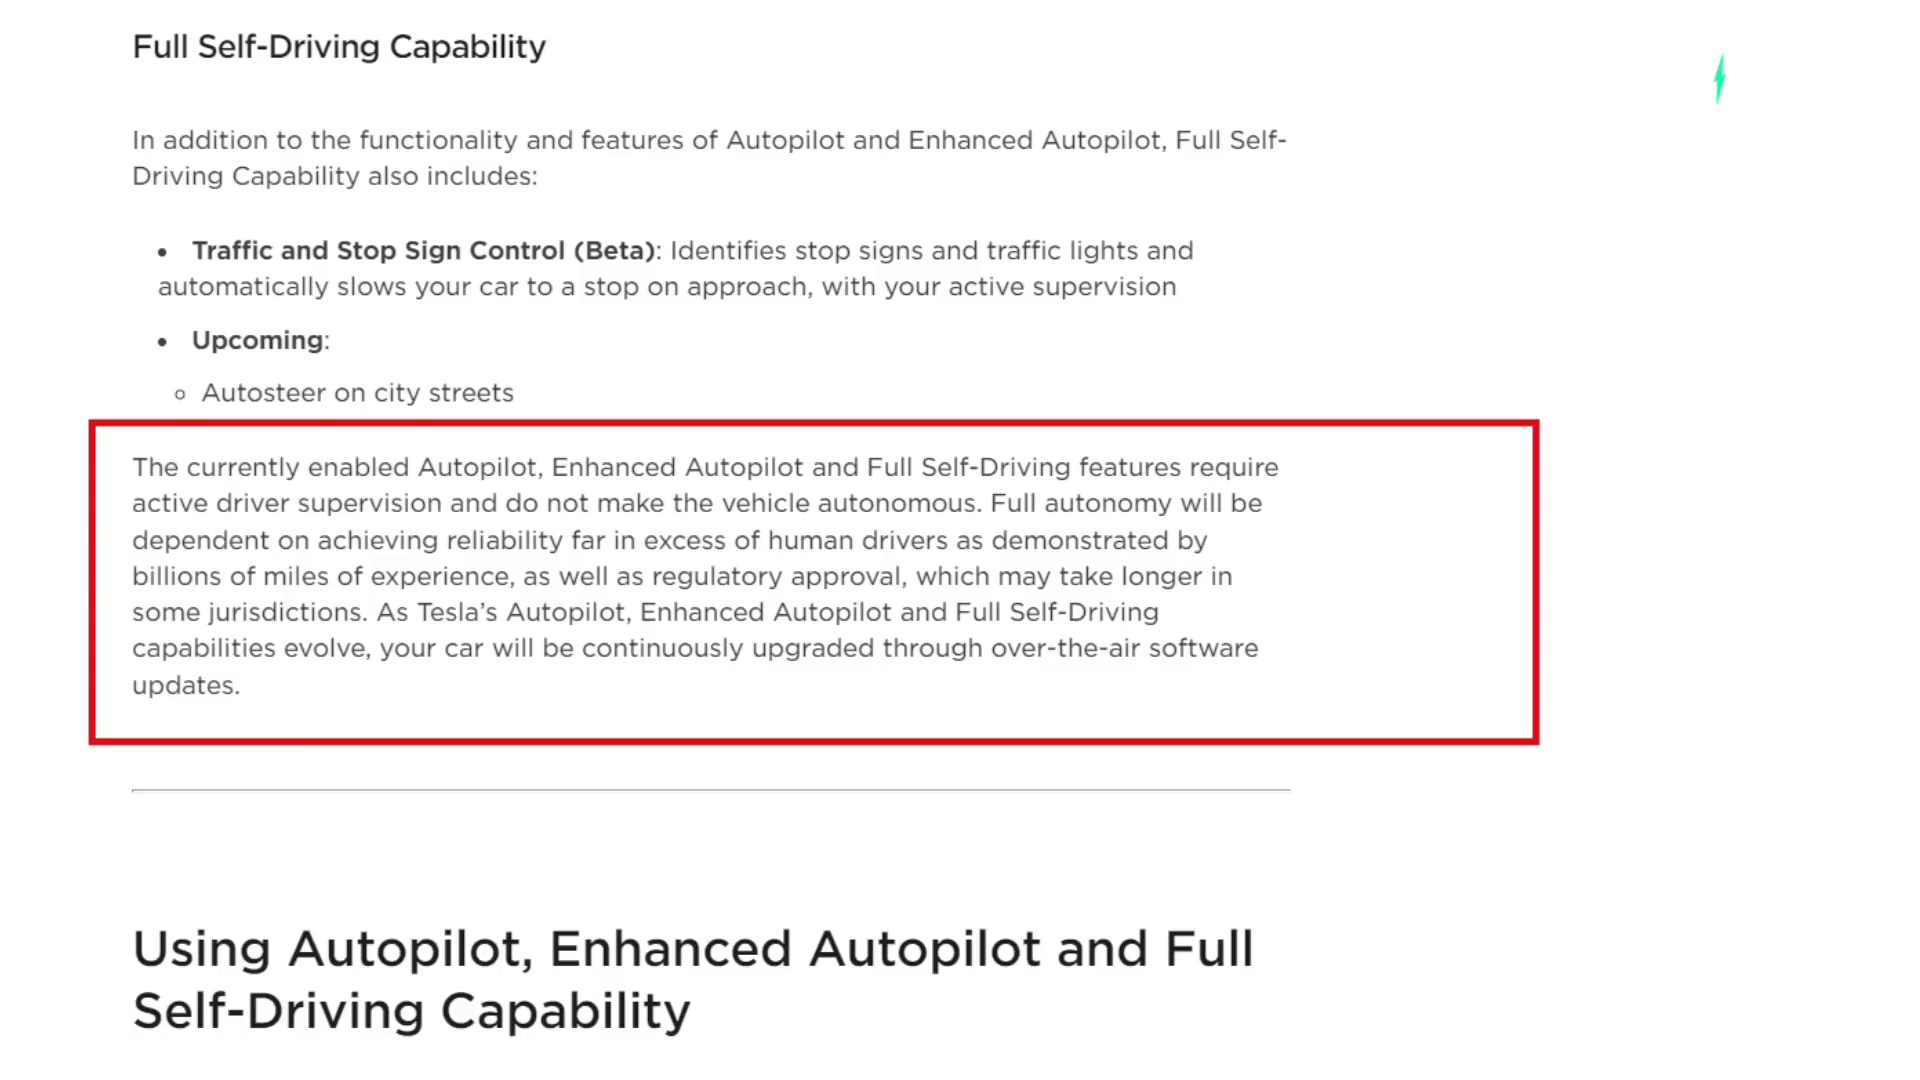 Full Self-Driving Capability
In addition to the functionality and features of Autopilot and Enhanced Autopilot, Full Self-
Driving Capability also includes:
• Traffic and Stop Sign Control (Beta): Identifies stop signs and traffic lights and
automatically slows your car to a stop on approach, with your active supervision
• Upcoming:
○ Autosteer on city streets
The currently enabled Autopilot, Enhanced Autopilot and Full Self-Driving features require
active driver supervision and do not make the vehicle autonomous. Full autonomy will be
dependent on achieving reliability far in excess of human drivers as demonstrated by
billions of miles of experience, as well as regulatory approval, which may take longer in
some jurisdictions. As Tesla’s Autopilot, Enhanced Autopilot and Full Self-Driving
capabilities evolve, your car will be continuously upgraded through over-the-air software
updates.
Using Autopilot, Enhanced Autopilot and Full
Self-Driving Capability